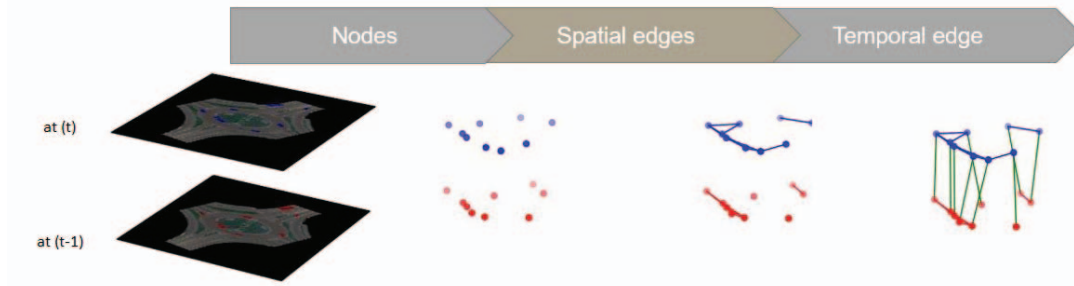 Nodes
Spatial edges
Temporal edge
at (t)
at (t-1)